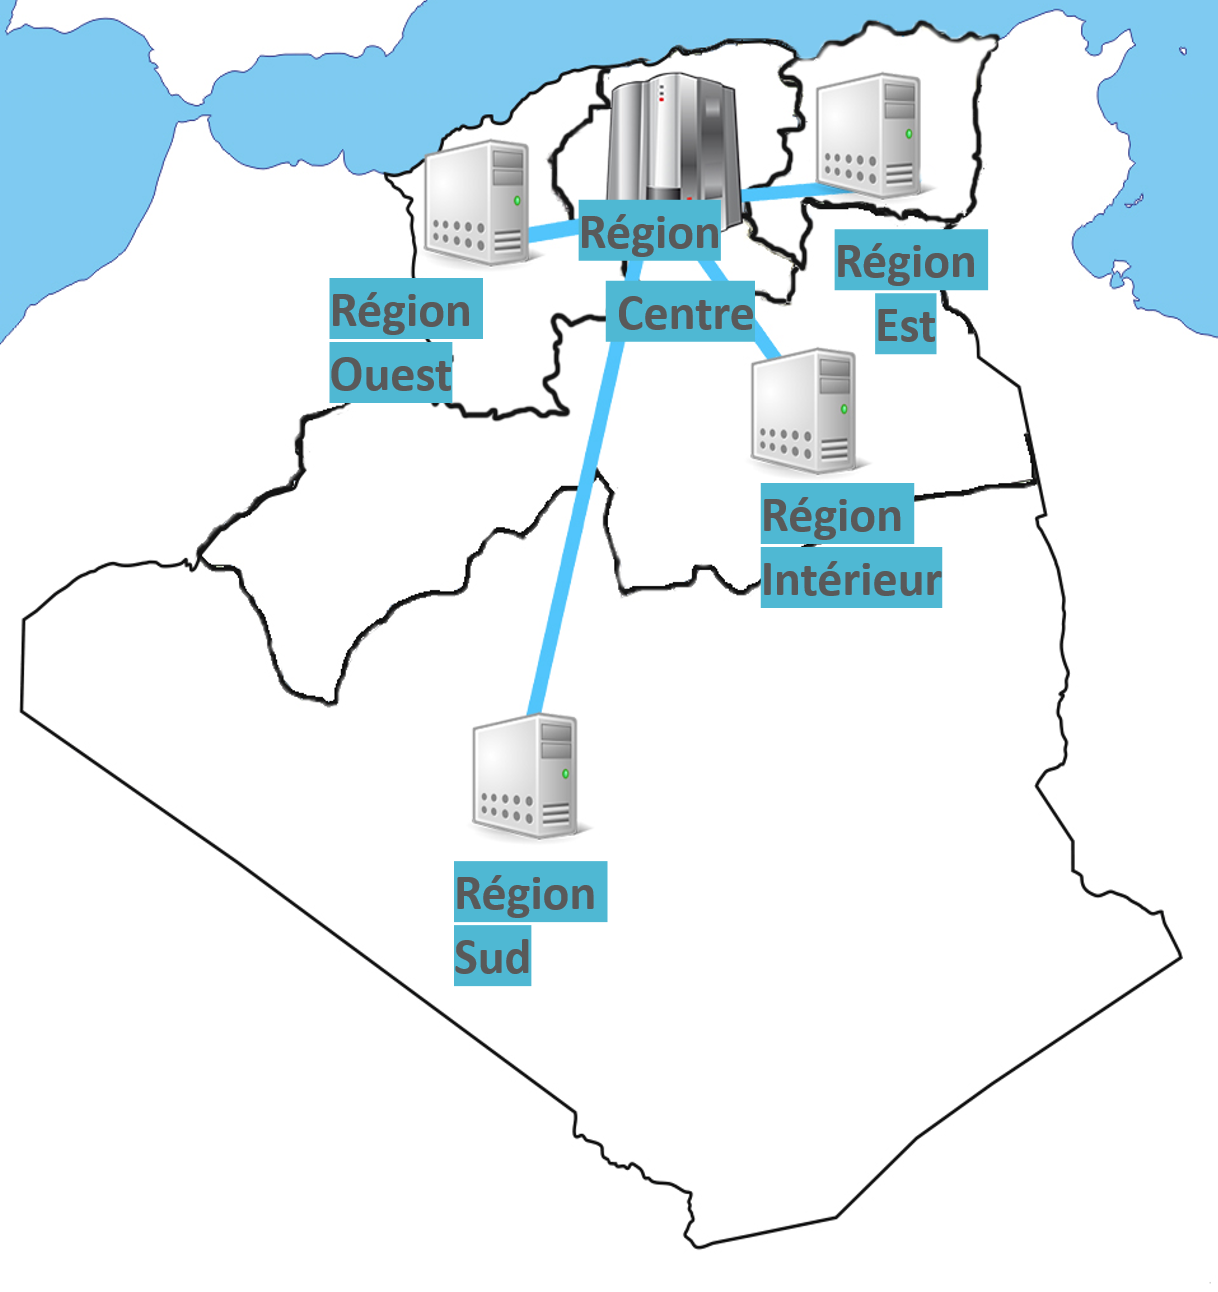 Région
Centre
Région
Est
Région
Ouest
Région
Intérieur
Région
Sud